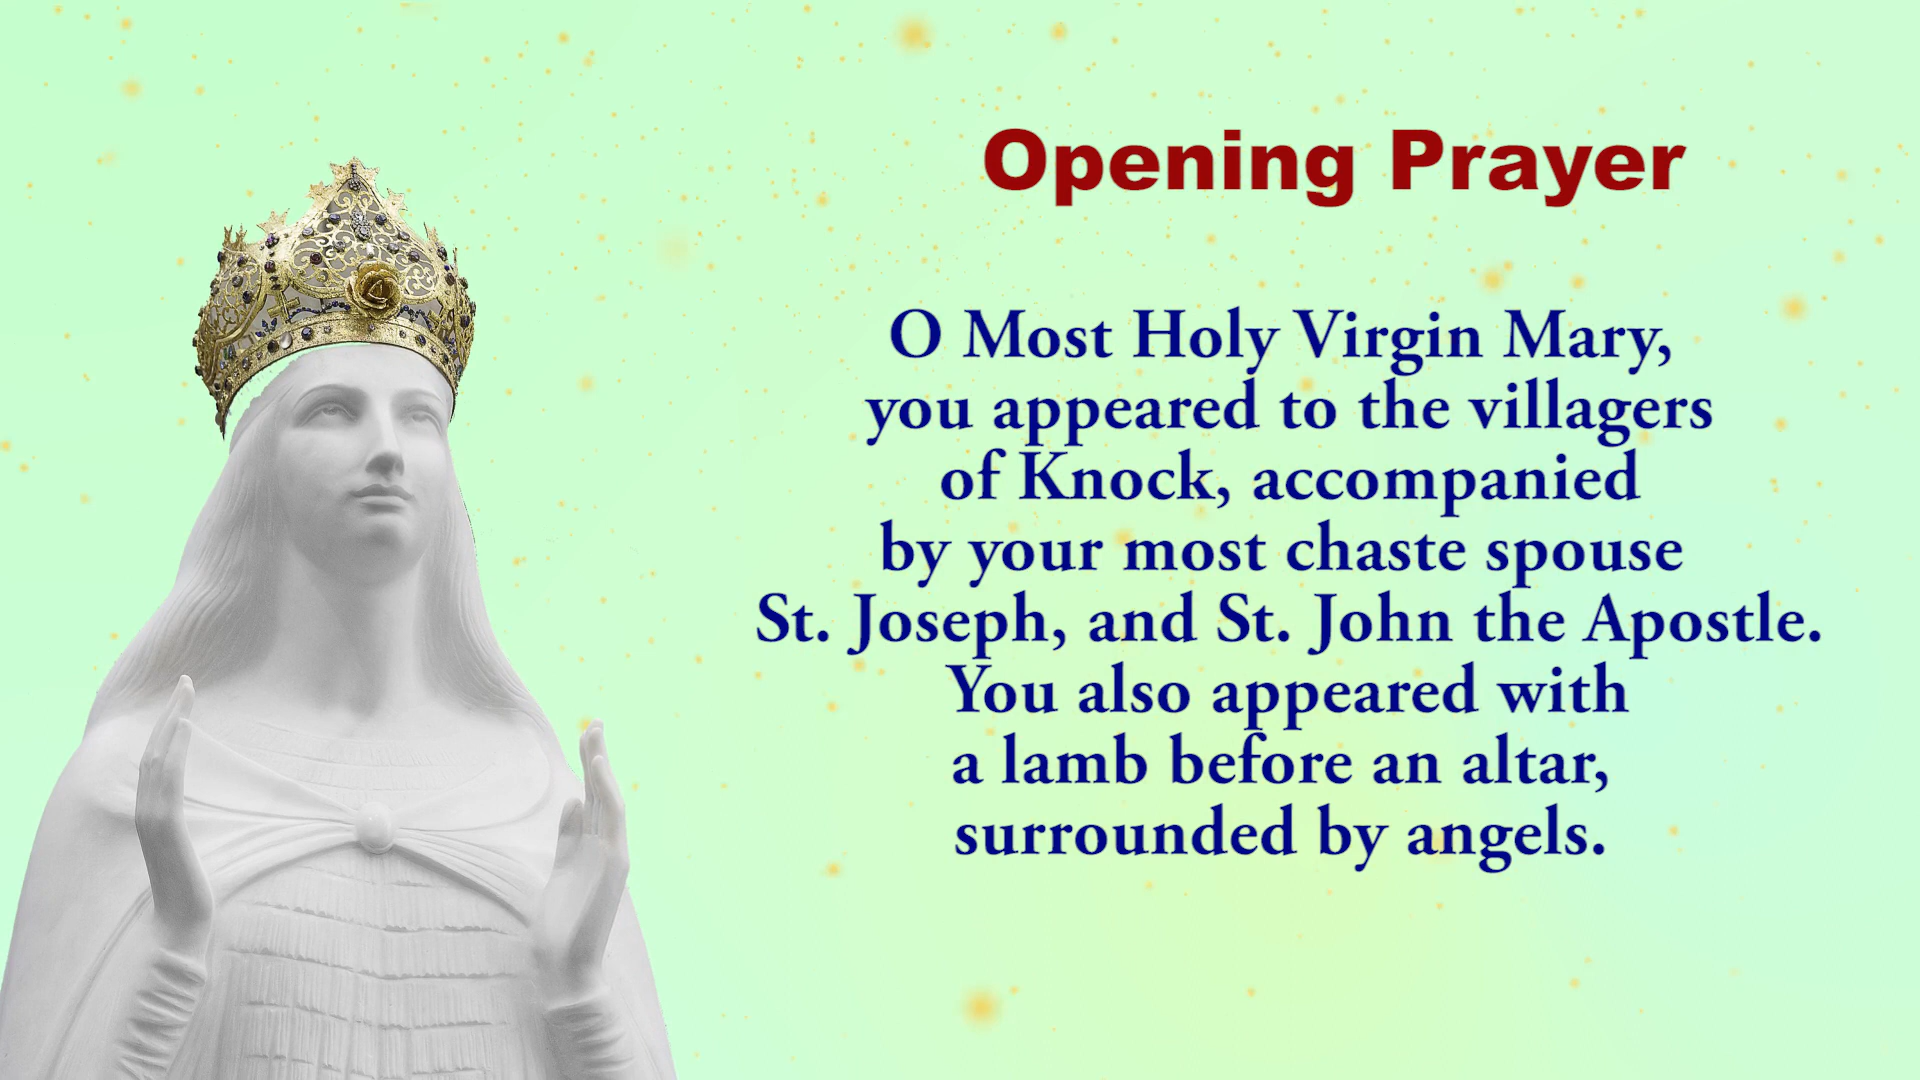 Opening Prayer
O Most Holy Virgin Mary,
you appeared to the villagers
of Knock, accompanied
by your most chaste spouse
St. Joseph, and St. John the Apostle.
You also appeared with
a lamb before an altar,
surrounded by angels.